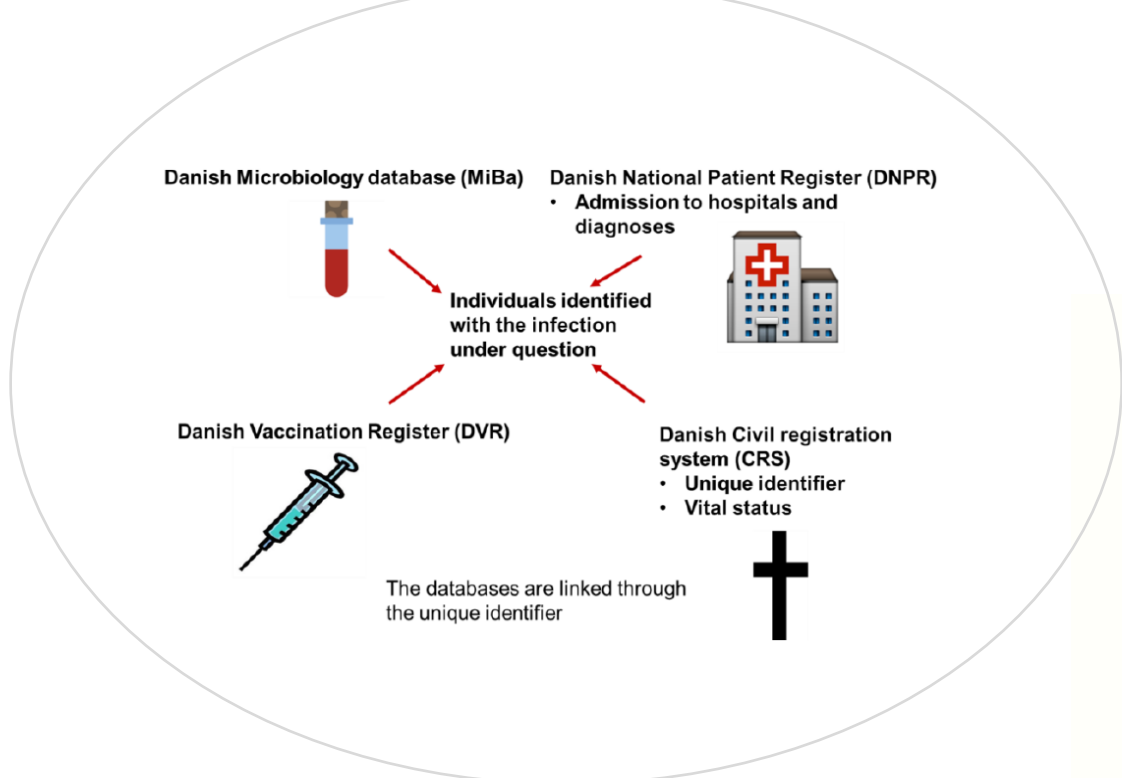 Danish Microbiology database (MiBa)
Danish National Patient Register (DNPR)
• Admission to hospitals and
diagnoses
Individuals identified
with the infection
under question
Danish Vaccination Register (DVR)
Danish Civil registration
system (CRS)
• Unique identifier
• Vital status
The databases are linked through
the unique identifier